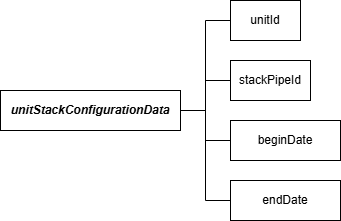 unitId
stackPipeId
unitStackConfigurationData
beginDate
endDate